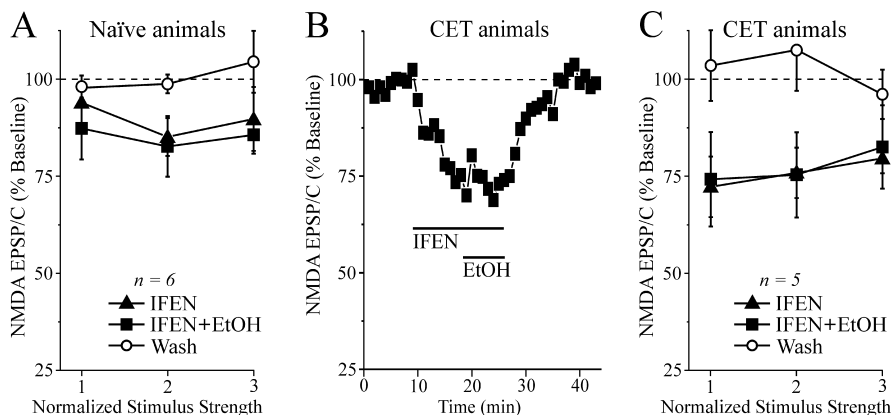 A
Naïve animals
NMDA EPSP/C (% Baseline)
100
75
50
25
n = 6
IFEN
IFEN+EtOH
Wash
1 2 3
Normalized Stimulus Strength
B
CET animals
NMDA EPSP/C (% Baseline)
100
75
50
25
IFEN
EtOH
0 10 20 30 40
Time (min)
C
CET animals
NMDA EPSP/C (% Baseline)
100
75
50
25
n = 5
IFEN
IFEN+EtOH
Wash
1 2 3
Normalized Stimulus Strength